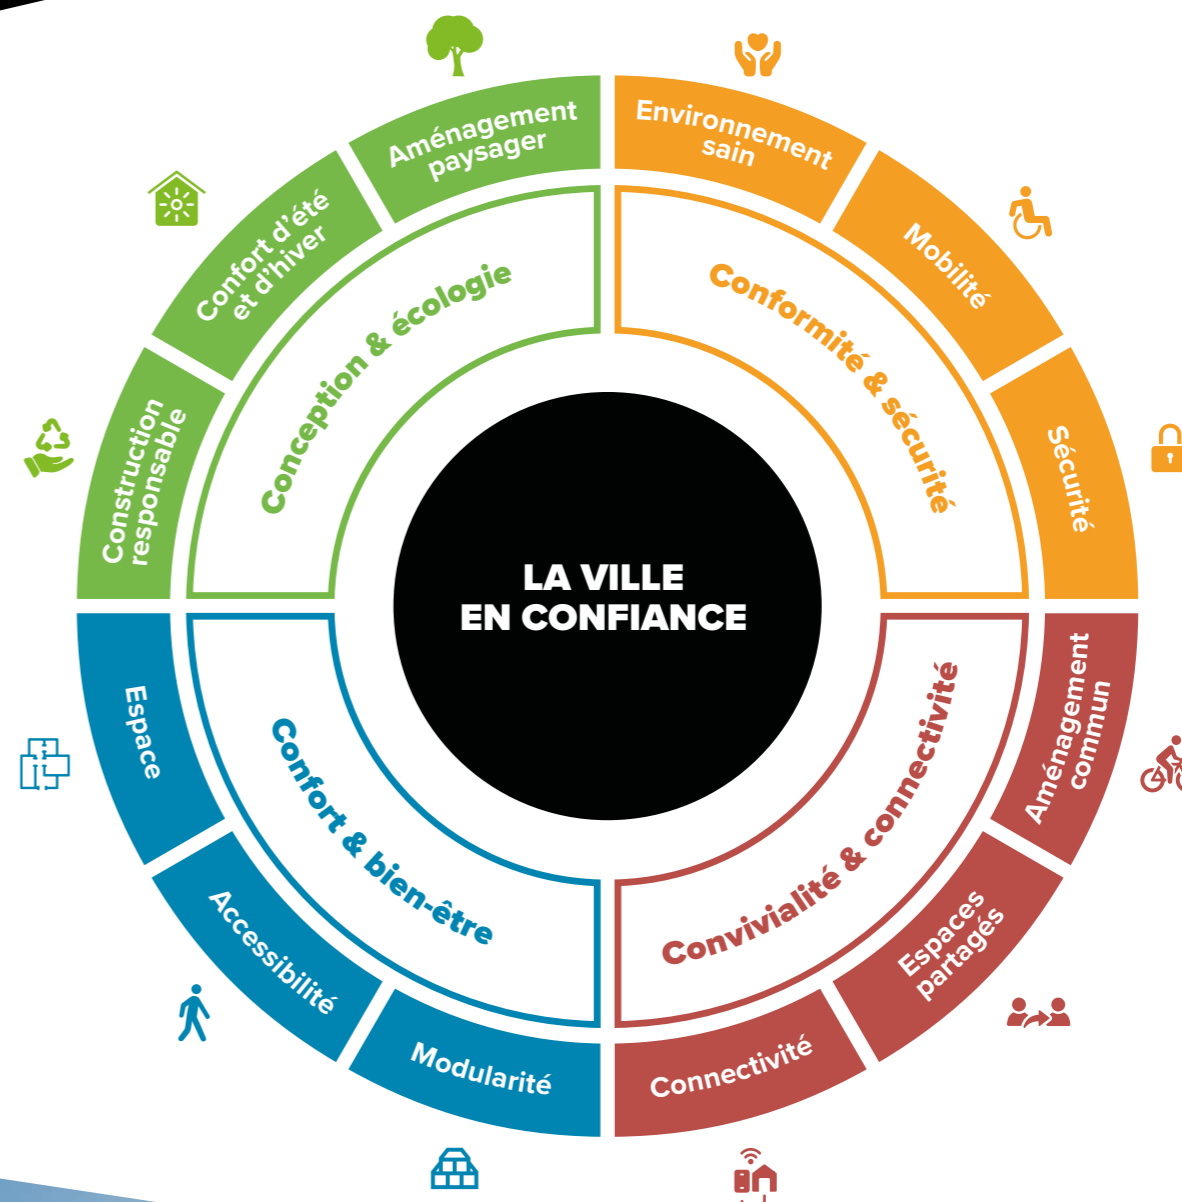 Aménagement
paysager
Environnement
sain
Confort d'été
et d'hiver
Mobilité
Conception & écologie
Conformité & sécurité
Construction
responsable
Sécurité
LA VILLE
EN CONFIANCE
Espace
Aménagement
commun
Confort & bien-être
Convivialité & connectivité
Accessibilité
Espaces
partagés
Modularité
Connectivité